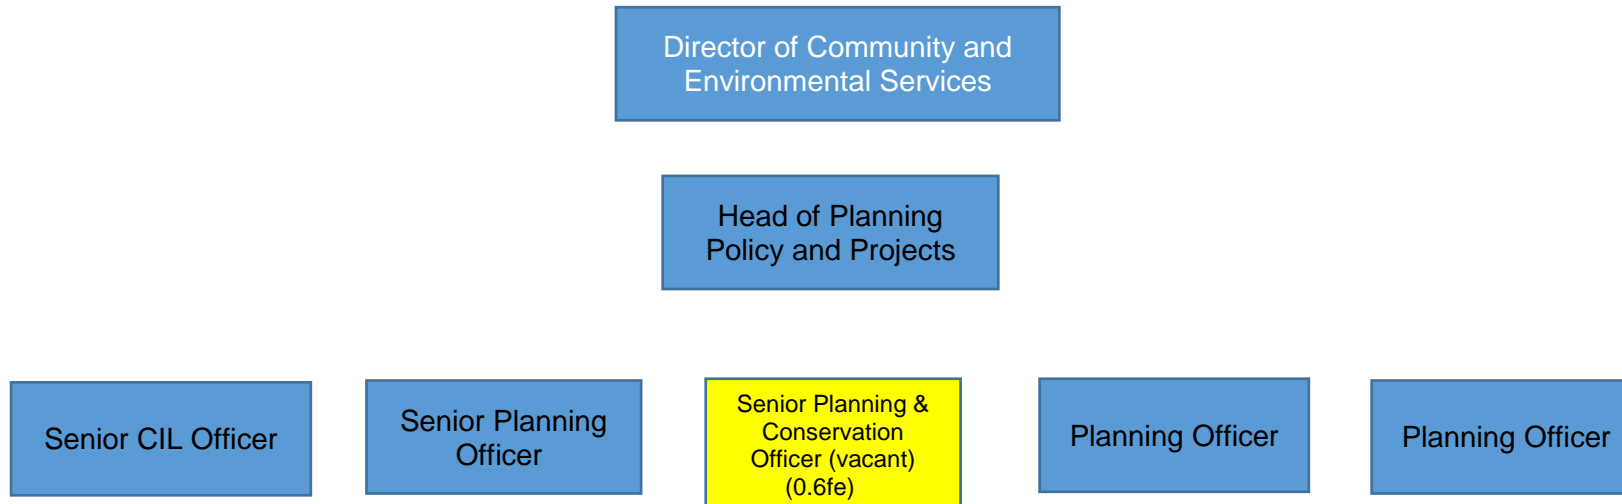 Director of Community and
Environmental Services
Head of Planning
Policy and Projects
Senior CIL Officer
Senior Planning
Officer
Senior Planning &
Conservation
Officer (vacant)
(0.6fe)
Planning Officer
Planning Officer